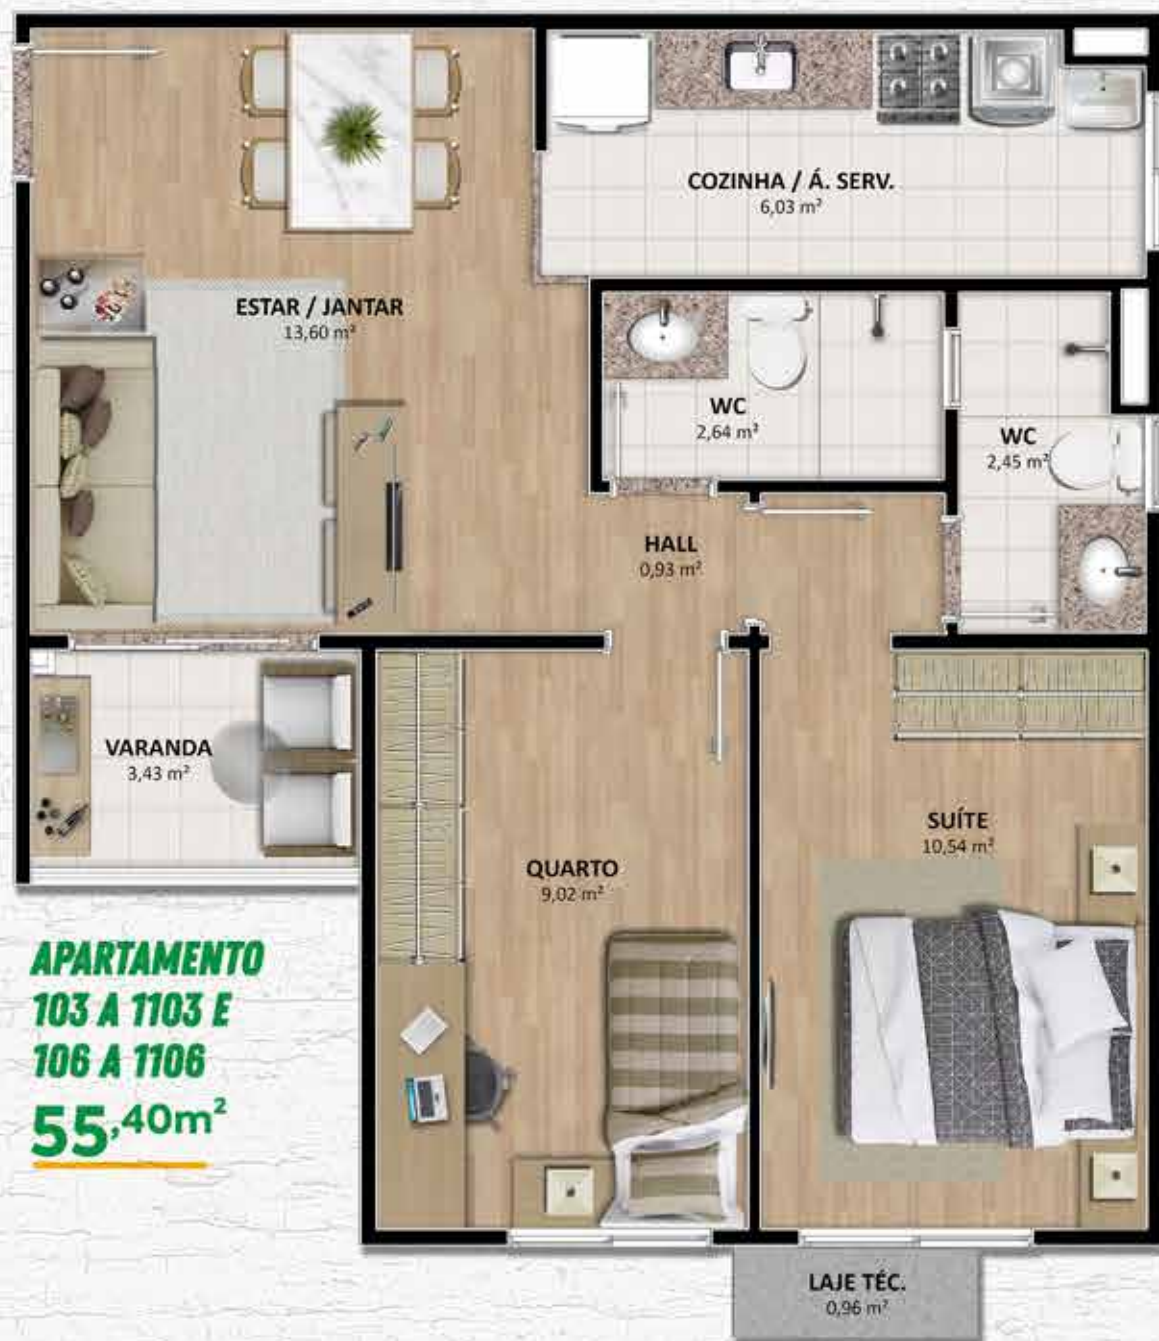 COZINHA / Á. SERV.
6,03 m²
ESTAR / JANTAR
13,60 m²
WC
2,64 m²
WC
2,45 m²
HALL
0,93 m²
VARANDA
3,43 m²
SUÍTE
10,54 m²
QUARTO
9,02 m²
APARTAMENTO
103 A 1103 E
106 A 1106
55,40m²
LAJE TÉC.
0,96 m²